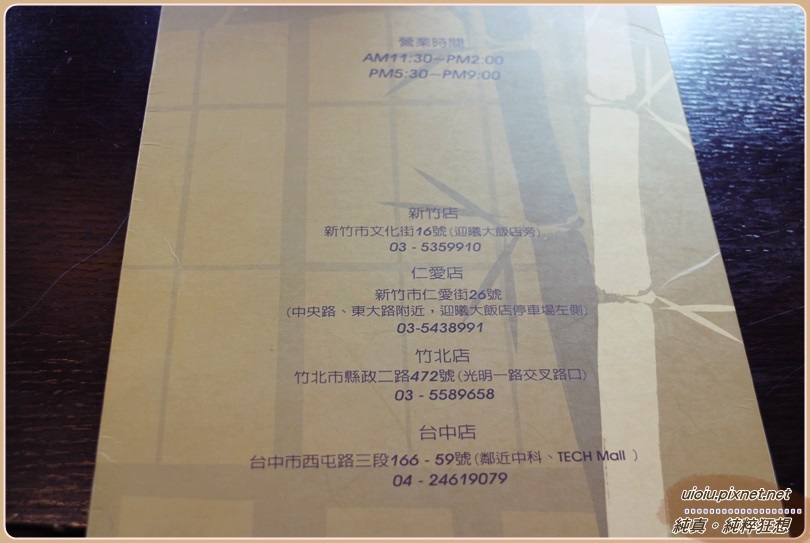 營業時間
AM11:30~PM2:00
PM5:30~PM9:00
新竹店
新竹市文化街16號(迎曦大飯店旁)
03 - 5359910
仁愛店
新竹市仁愛街26號
(中央路、東大路附近，迎曦大飯店停車場左側)
03-5438991
竹北店
竹北市縣政二路472號(光明一路交叉路口)
03 - 5589658
台中店
台中市西屯路三段166 - 59號(鄰近中科、TECH Mall )
04 - 24619079
uioiu.pixnet.net
純真。純粹狂想